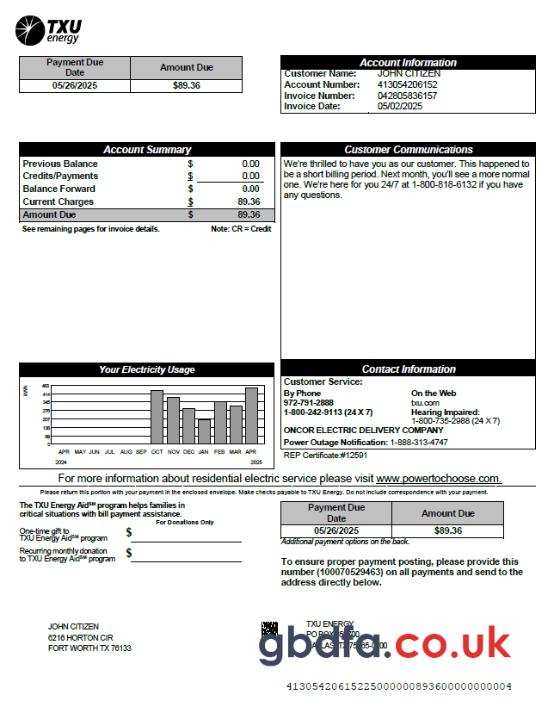 TXU
energy
Payment Due Date Amount Due
05/26/2025 $89.36
Account Information
Customer Name: JOHN CITIZEN
Account Number: 413054206152
Invoice Number: 042805836157
Invoice Date: 05/02/2025
Account Summary
Previous Balance $ 0.00
Credits/Payments $ 0.00
Balance Forward $ 0.00
Current Charges $ 89.36
Amount Due $ 89.36
See remaining pages for invoice details. Note: CR = Credit
Customer Communications
We're thrilled to have you as our customer. This happened to
be a short billing period. Next month, you'll see a more normal
one. We're here for you 24/7 at 1-800-818-6132 if you have
any questions.
Your Electricity Usage
kWh
483
345
276
207
138
69
0
APR MAY JUN JUL AUG SEP OCT NOV DEC JAN FEB MAR APR
2024 2025
Contact Information
Customer Service:
By Phone On the Web
972-791-2888 txu.com
1-800-242-9113 (24 X 7) Hearing Impaired:
1-800-735-2988 (24 X 7)
ONCOR ELECTRIC DELIVERY COMPANY
Power Outage Notification: 1-888-313-4747
REP Certificate:#12591
For more information about residential electric service please visit www.powertochoose.com.
Please return this portion with your payment in the enclosed envelope. Make checks payable to TXU Energy. Do not include correspondence with your payment.
The TXU Energy Aid℠ program helps families in
critical situations with bill payment assistance.
For Donations Only
One-time gift to
TXU Energy Aid℠ program $
Recurring monthly donation
to TXU Energy Aid℠ program $
Payment Due Date Amount Due
05/26/2025 $89.36
Additional payment options on the back.
To ensure proper payment posting, please provide this
number (100070529463) on all payments and send to the
address directly below.
JOHN CITIZEN
6216 HORTON CIR
FORT WORTH TX 76133
TXU ENERGY
PO BOX
gbdfa.co.uk
41305420615225000000893600000000004